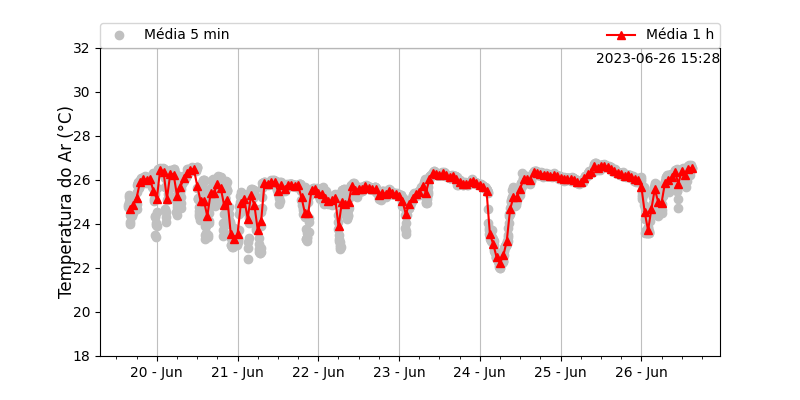 Média 5 min
Média 1 h
2023-06-26 15:28
Temperatura do Ar (°C)
32
30
28
26
24
22
20
18
20 - Jun
21 - Jun
22 - Jun
23 - Jun
24 - Jun
25 - Jun
26 - Jun